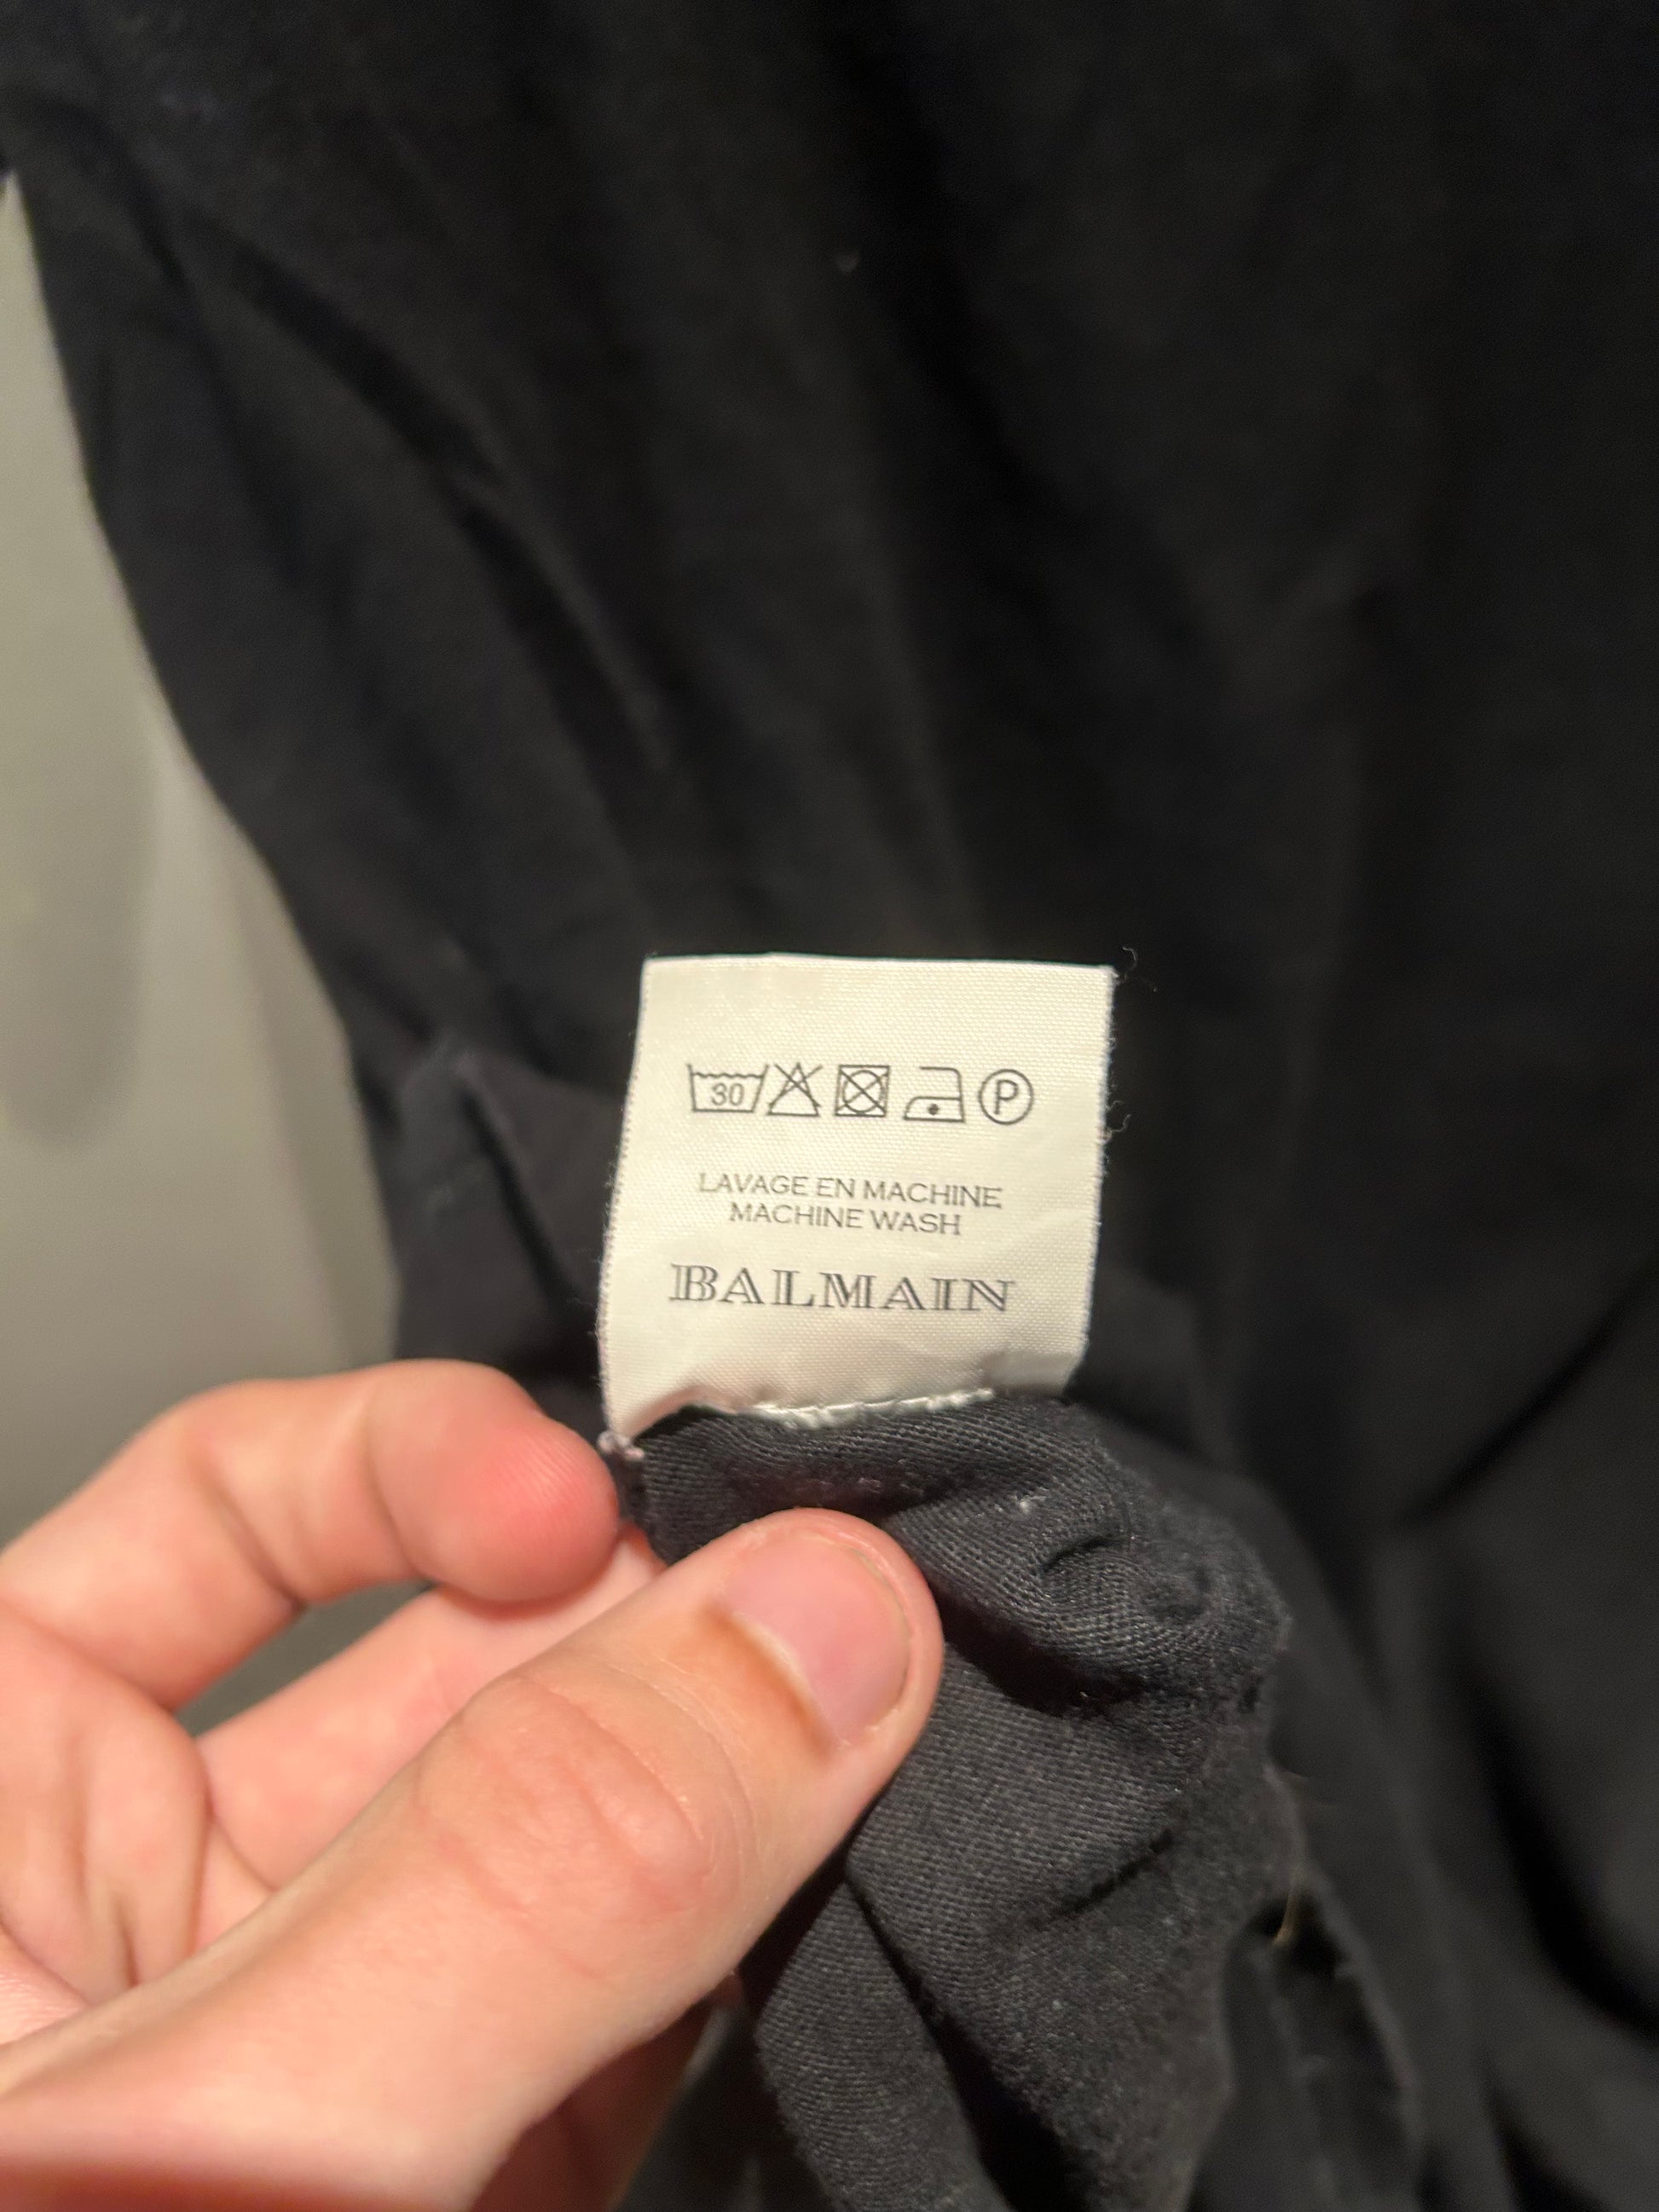 30 P
LAVAGE EN MACHINE
MACHINE WASH
BALMAIN